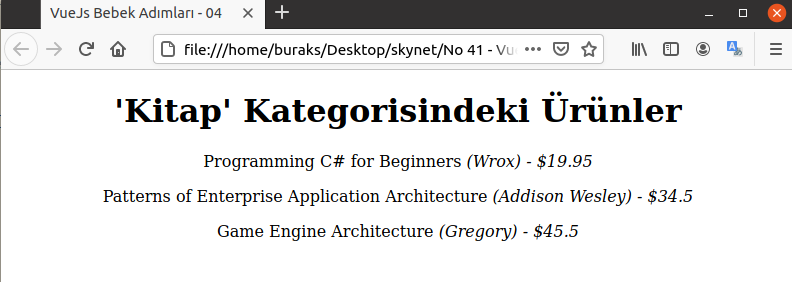 VueJs Bebek Adımları - 04
file:///home/buraks/Desktop/skynet/No 41 - Vu
'Kitap' Kategorisindeki Ürünler
Programming C# for Beginners (Wrox) - $19.95
Patterns of Enterprise Application Architecture (Addison Wesley) - $34.5
Game Engine Architecture (Gregory) - $45.5